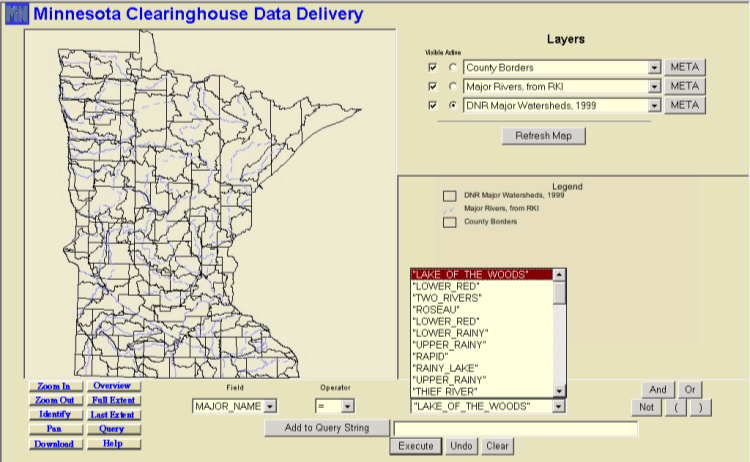 MN Minnesota Clearinghouse Data Delivery
Layers
Visible Active
County Borders META
Major Rivers, from RKI META
DNR Major Watersheds, 1999 META
Refresh Map
Legend
DNR Major Watersheds, 1999
Major Rivers, from RKI
County Borders
"LAKE_OF_THE_WOODS"
"LOWER_RED"
"TWO_RIVERS"
"ROSEAU"
"LOWER_RED"
"LOWER_RAINY"
"UPPER_RAINY"
"RAPID"
"RAINY_LAKE"
"UPPER_RAINY"
"THIEF RIVER"
Zoom In Overview
Zoom Out Full Extent
Identify Last Extent
Pan Query
Download Help
Field Operator
MAJOR_NAME = "LAKE_OF_THE_WOODS"
And Or
Not ( )
Add to Query String
Execute Undo Clear